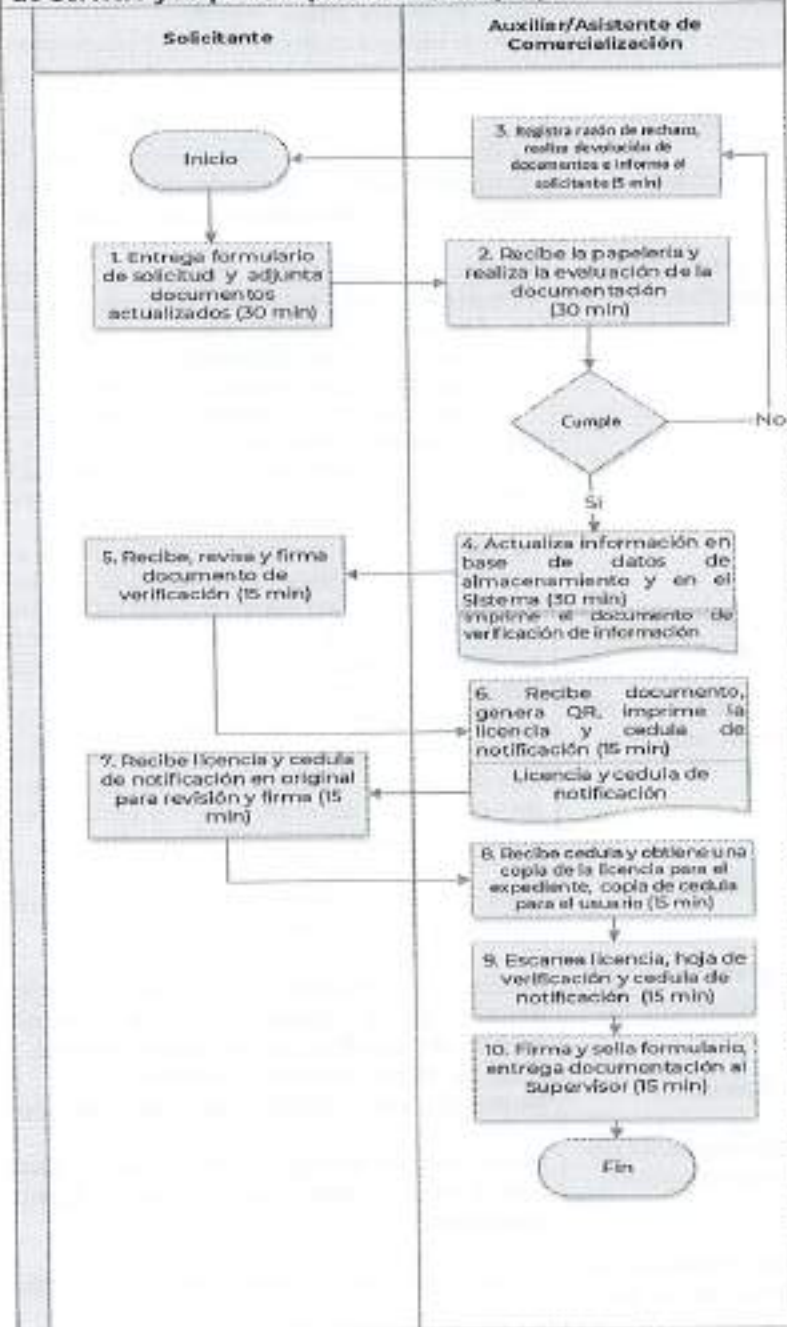 Solicitante
Auxiliar/Asistente de
Comercialización
Inicio
3. Registra razón de rechazo,
realiza devolución de
documentos e informa al
solicitante (5 min)
1. Entrega formulario
de solicitud y adjunta
documentos
actualizados (30 min)
2. Recibe la papelería y
realiza la evaluación de la
documentación
(30 min)
Cumple
No
Si
4. Actualiza información en
base de datos de
almacenamiento y en el
Sistema (30 min)
Imprime el documento de
verificación de información
5. Recibe, revisa y firma
documento de
verificación (15 min)
6. Recibe documento,
genera QR, imprime la
licencia y cedula de
notificación (15 min)
Licencia y cedula de
notificación
7. Recibe licencia y cedula
de notificación en original
para revisión y firma (15
min)
8. Recibe cedula y obtiene una
copia de la licencia para el
expediente, copia de cedula
para el usuario (15 min)
9. Escanea licencia, hoja de
verificación y cedula de
notificación (15 min)
10. Firma y sella formulario,
entrega documentación al
Supervisor (15 min)
Fin